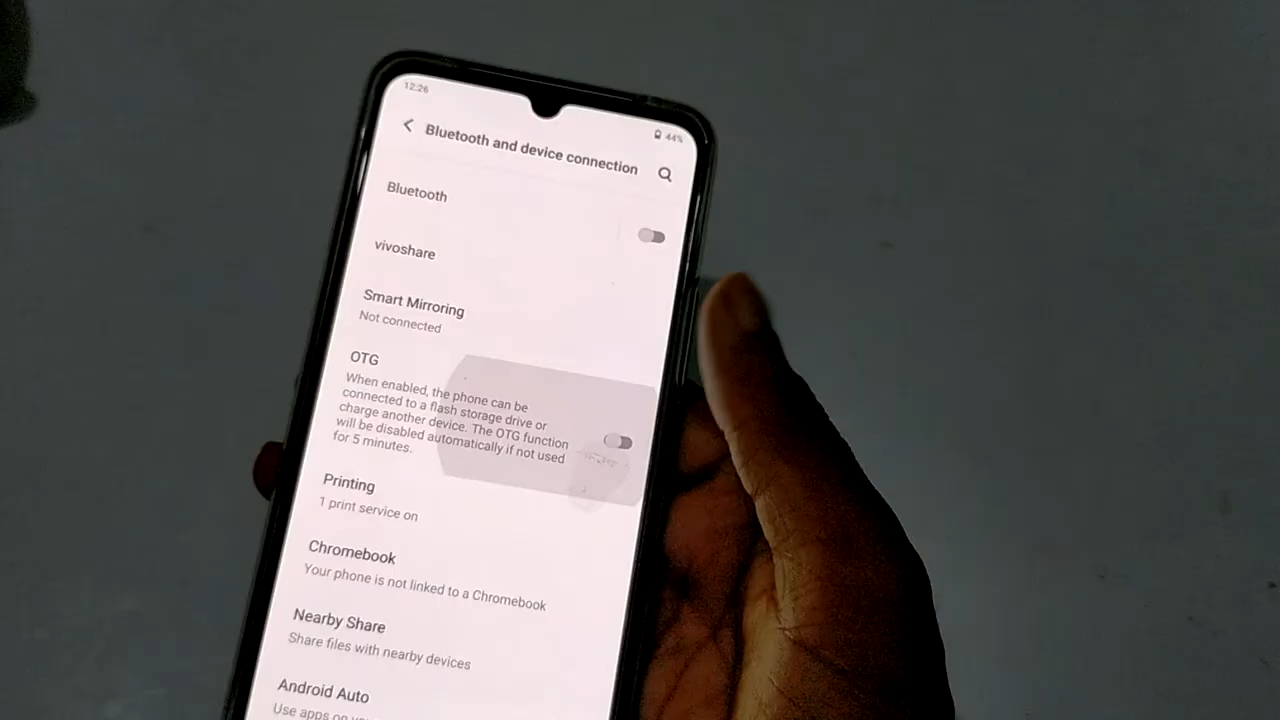 12:26
44%
Bluetooth and device connection
Bluetooth
vivoshare
Smart Mirroring
Not connected
OTG
When enabled, the phone can be
connected to a flash storage drive or
charge another device. The OTG function
will be disabled automatically if not used
for 5 minutes.
Printing
1 print service on
Chromebook
Your phone is not linked to a Chromebook
Nearby Share
Share files with nearby devices
Android Auto
Use apps on